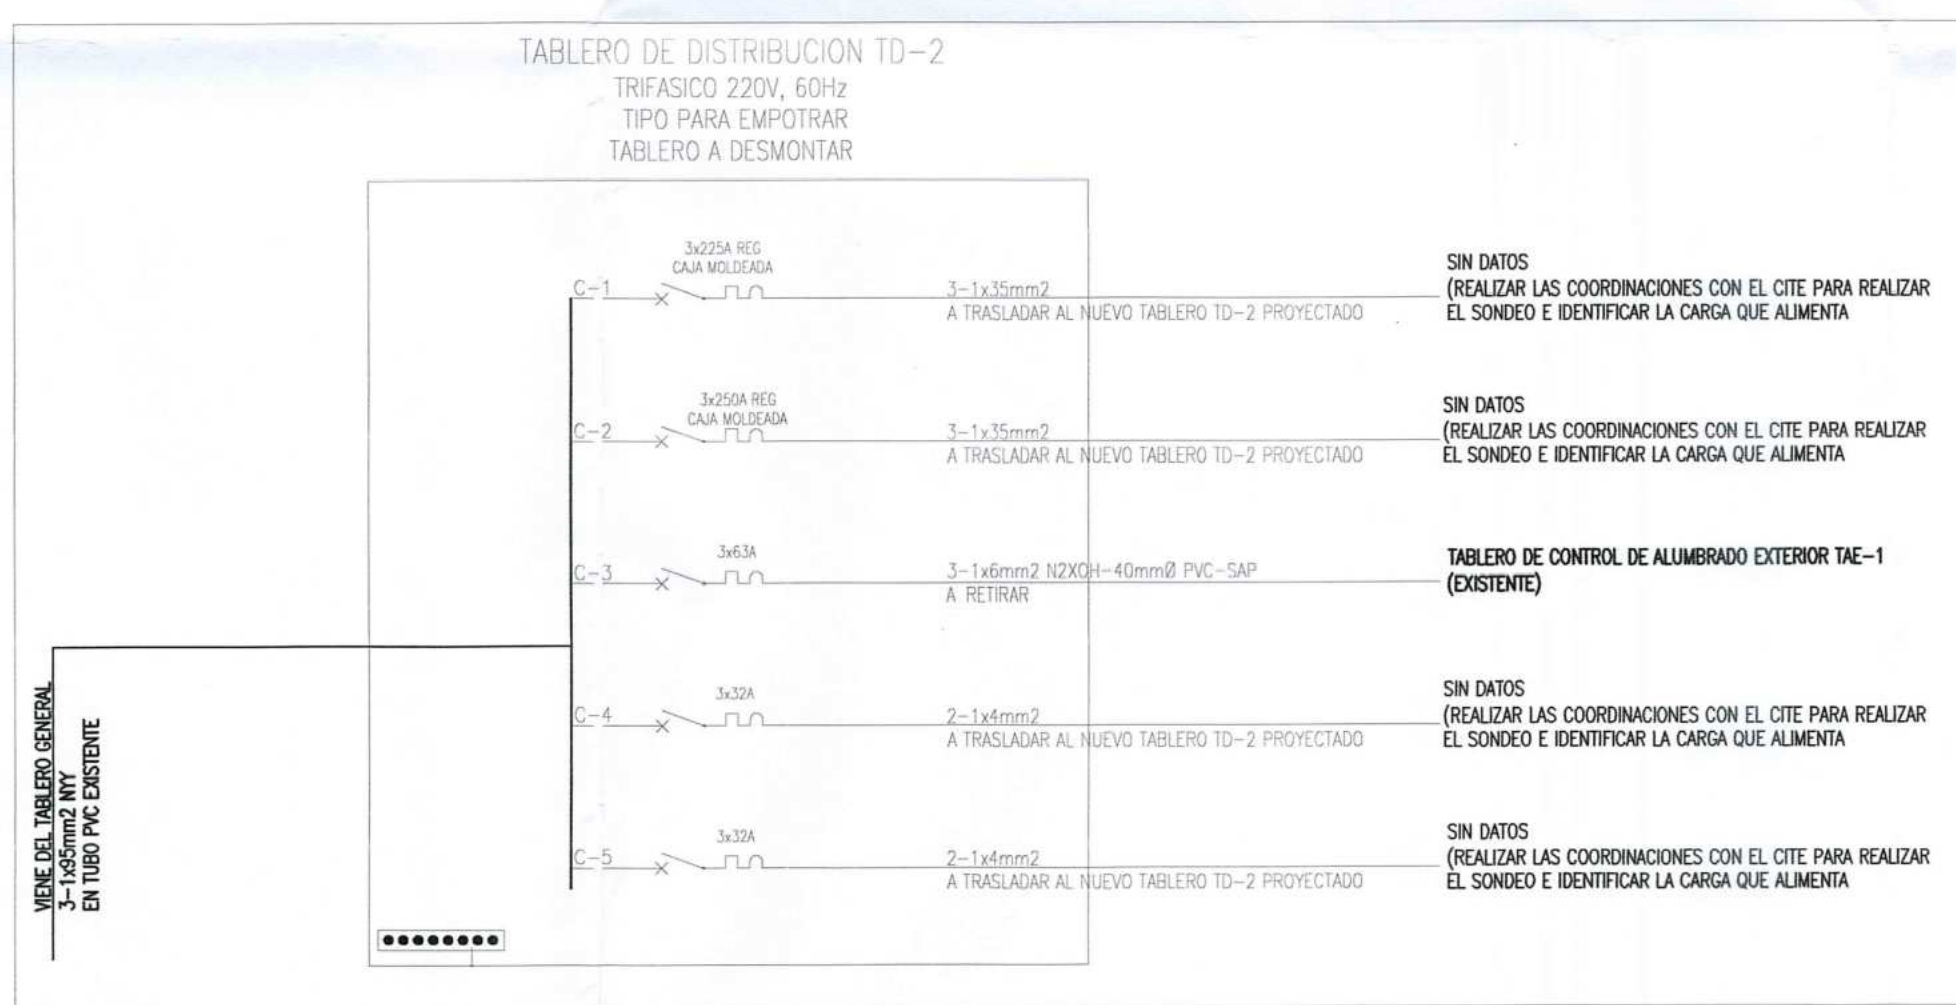 TABLERO DE DISTRIBUCION TD-2
TRIFASICO 220V, 60Hz
TIPO PARA EMPOTRAR
TABLERO A DESMONTAR
3x225A REG
CAJA MOLDEADA
C-1
3-1x35mm2
A TRASLADAR AL NUEVO TABLERO TD-2 PROYECTADO
SIN DATOS
(REALIZAR LAS COORDINACIONES CON EL CITE PARA REALIZAR
EL SONDEO E IDENTIFICAR LA CARGA QUE ALIMENTA
3x250A REG
CAJA MOLDEADA
C-2
3-1x35mm2
A TRASLADAR AL NUEVO TABLERO TD-2 PROYECTADO
SIN DATOS
(REALIZAR LAS COORDINACIONES CON EL CITE PARA REALIZAR
EL SONDEO E IDENTIFICAR LA CARGA QUE ALIMENTA
3x63A
C-3
3-1x6mm2 N2XOH-40mmØ PVC-SAP
A RETIRAR
TABLERO DE CONTROL DE ALUMBRADO EXTERIOR TAE-1
(EXISTENTE)
3x32A
C-4
2-1x4mm2
A TRASLADAR AL NUEVO TABLERO TD-2 PROYECTADO
SIN DATOS
(REALIZAR LAS COORDINACIONES CON EL CITE PARA REALIZAR
EL SONDEO E IDENTIFICAR LA CARGA QUE ALIMENTA
3x32A
C-5
2-1x4mm2
A TRASLADAR AL NUEVO TABLERO TD-2 PROYECTADO
SIN DATOS
(REALIZAR LAS COORDINACIONES CON EL CITE PARA REALIZAR
EL SONDEO E IDENTIFICAR LA CARGA QUE ALIMENTA
VIENE DEL TABLERO GENERAL
3-1x95mm2 NYY
EN TUBO PVC EXISTENTE